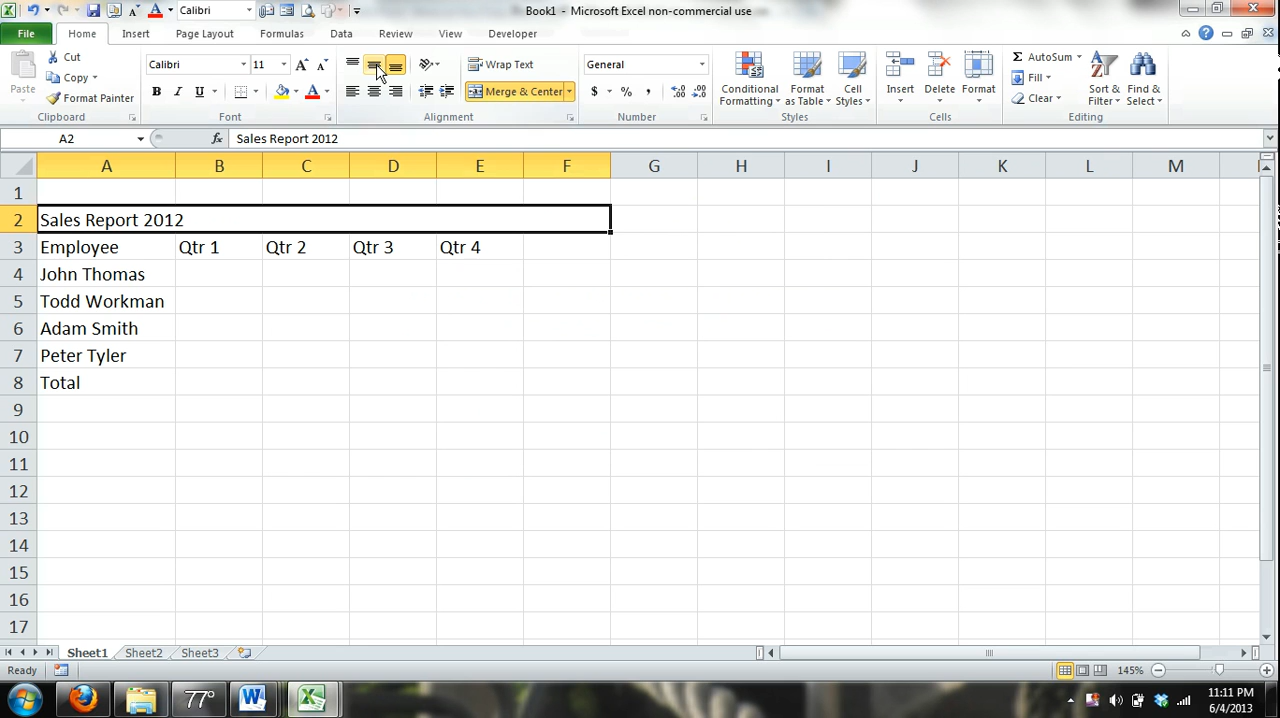 Calibri
Book1 - Microsoft Excel non-commercial use
File Home Insert Page Layout Formulas Data Review View Developer
Paste
Cut
Copy
Format Painter
Clipboard
Calibri 11
B I U
Font
Wrap Text
Merge & Center
Alignment
General
$ % ,
Number
Conditional Formatting
Format as Table
Cell Styles
Styles
Insert
Delete
Format
Cells
AutoSum
Fill
Clear
Sort & Filter
Find & Select
Editing
A2 fx Sales Report 2012
A B C D E F G H I J K L M
1
2 Sales Report 2012
3 Employee Qtr 1 Qtr 2 Qtr 3 Qtr 4
4 John Thomas
5 Todd Workman
6 Adam Smith
7 Peter Tyler
8 Total
9
10
11
12
13
14
15
16
17
Sheet1 Sheet2 Sheet3
Ready 145%
77° 11:11 PM
6/4/2013